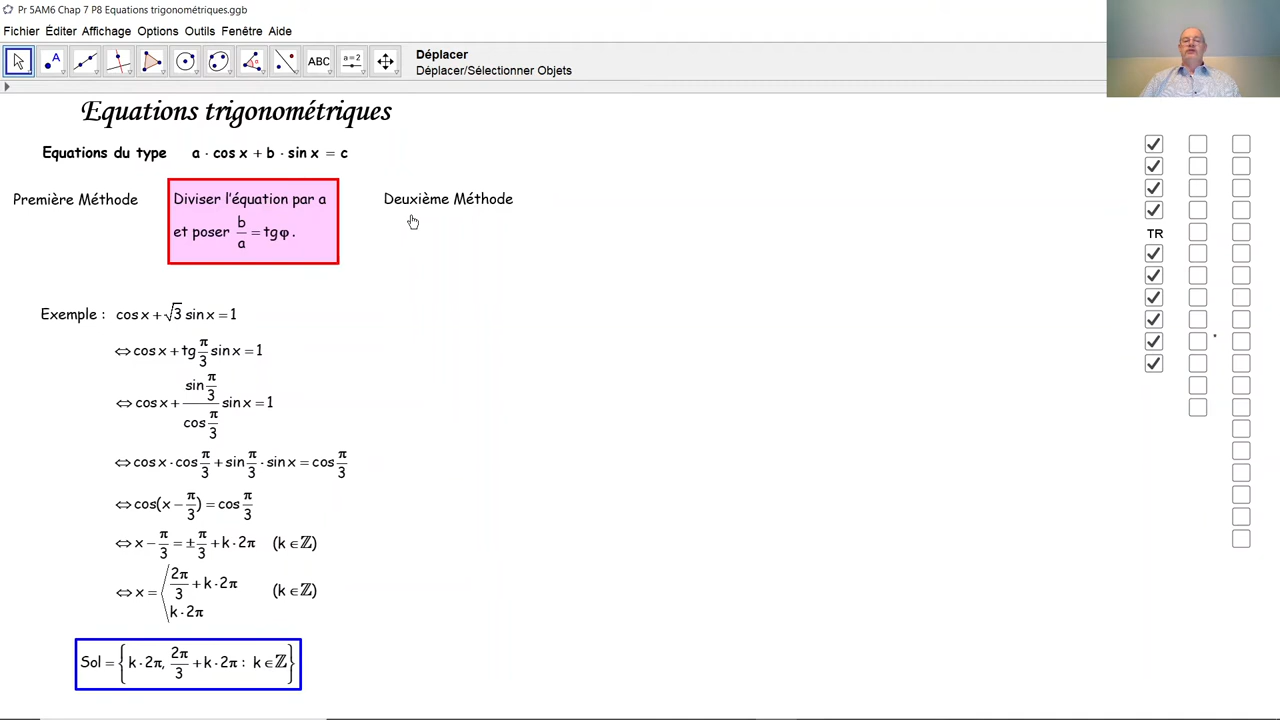 Pr 5AM6 Chap 7 P8 Equations trigonométriques.ggb
Fichier Éditer Affichage Options Outils Fenêtre Aide
A ABC a=2
Déplacer
Déplacer/Sélectionner Objets
Equations trigonométriques
Equations du type a · cos x + b · sin x = c
Première Méthode
Diviser l'équation par a
et poser b/a = tg φ .
Deuxième Méthode
TR
Exemple : cos x + √3 sin x = 1
⇔ cos x + tg π/3 sin x = 1
⇔ cos x + (sin π/3)/(cos π/3) sin x = 1
⇔ cos x · cos π/3 + sin π/3 · sin x = cos π/3
⇔ cos(x − π/3) = cos π/3
⇔ x − π/3 = ± π/3 + k · 2π (k ∈ ℤ)
⇔ x = ⟨ 2π/3 + k · 2π (k ∈ ℤ)
k · 2π
Sol = { k · 2π, 2π/3 + k · 2π : k ∈ ℤ }